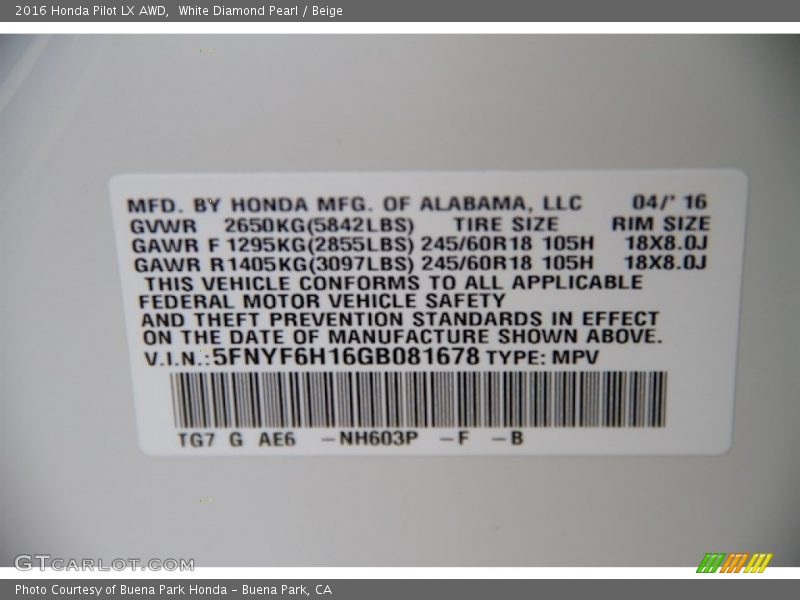 2016 Honda Pilot LX AWD,  White Diamond Pearl / Beige
MFD. BY HONDA MFG. OF ALABAMA, LLC 04/' 16
GVWR 2650KG(5842LBS) TIRE SIZE RIM SIZE
GAWR F 1295KG(2855LBS) 245/60R18 105H 18X8.0J
GAWR R1405KG(3097LBS) 245/60R18 105H 18X8.0J
THIS VEHICLE CONFORMS TO ALL APPLICABLE
FEDERAL MOTOR VEHICLE SAFETY
AND THEFT PREVENTION STANDARDS IN EFFECT
ON THE DATE OF MANUFACTURE SHOWN ABOVE.
V.I.N.:5FNYF6H16GB081678 TYPE: MPV
TG7 G AE6 -NH603P -F -B
GTCARLOT.COM
Photo Courtesy of Buena Park Honda – Buena Park, CA